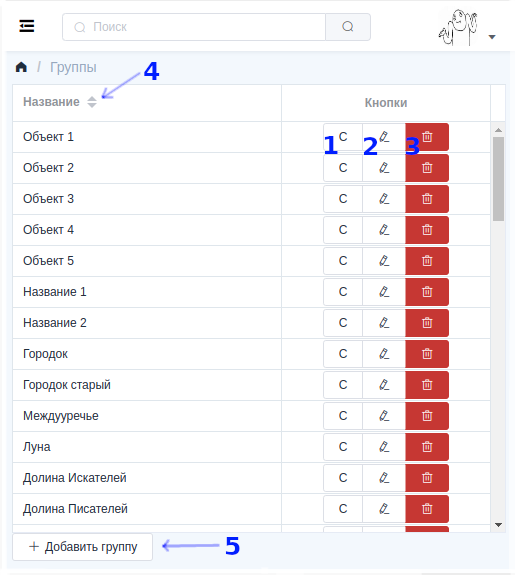 Поиск
/ Группы
4
Название Кнопки
Объект 1 C
1 2 3
Объект 2 C
Объект 3 C
Объект 4 C
Объект 5 C
Название 1 C
Название 2 C
Городок C
Городок старый C
Междууречье C
Луна C
Долина Искателей C
Долина Писателей C
+ Добавить группу 5